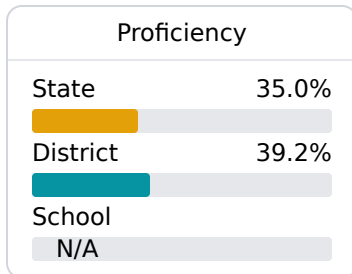 Proficiency
State 35.0%
District 39.2%
School
N/A